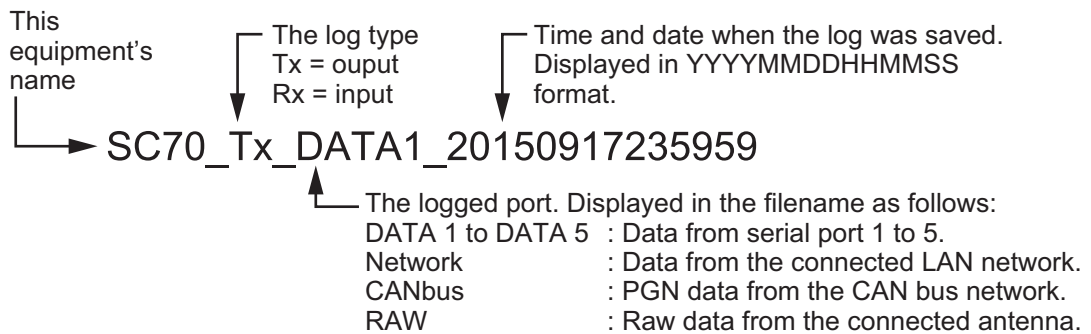 This
equipment's
name
The log type
Tx = ouput
Rx = input
Time and date when the log was saved.
Displayed in YYYYMMDDHHMMSS
format.
SC70_Tx_DATA1_20150917235959
The logged port. Displayed in the filename as follows:
DATA 1 to DATA 5 : Data from serial port 1 to 5.
Network : Data from the connected LAN network.
CANbus : PGN data from the CAN bus network.
RAW : Raw data from the connected antenna.